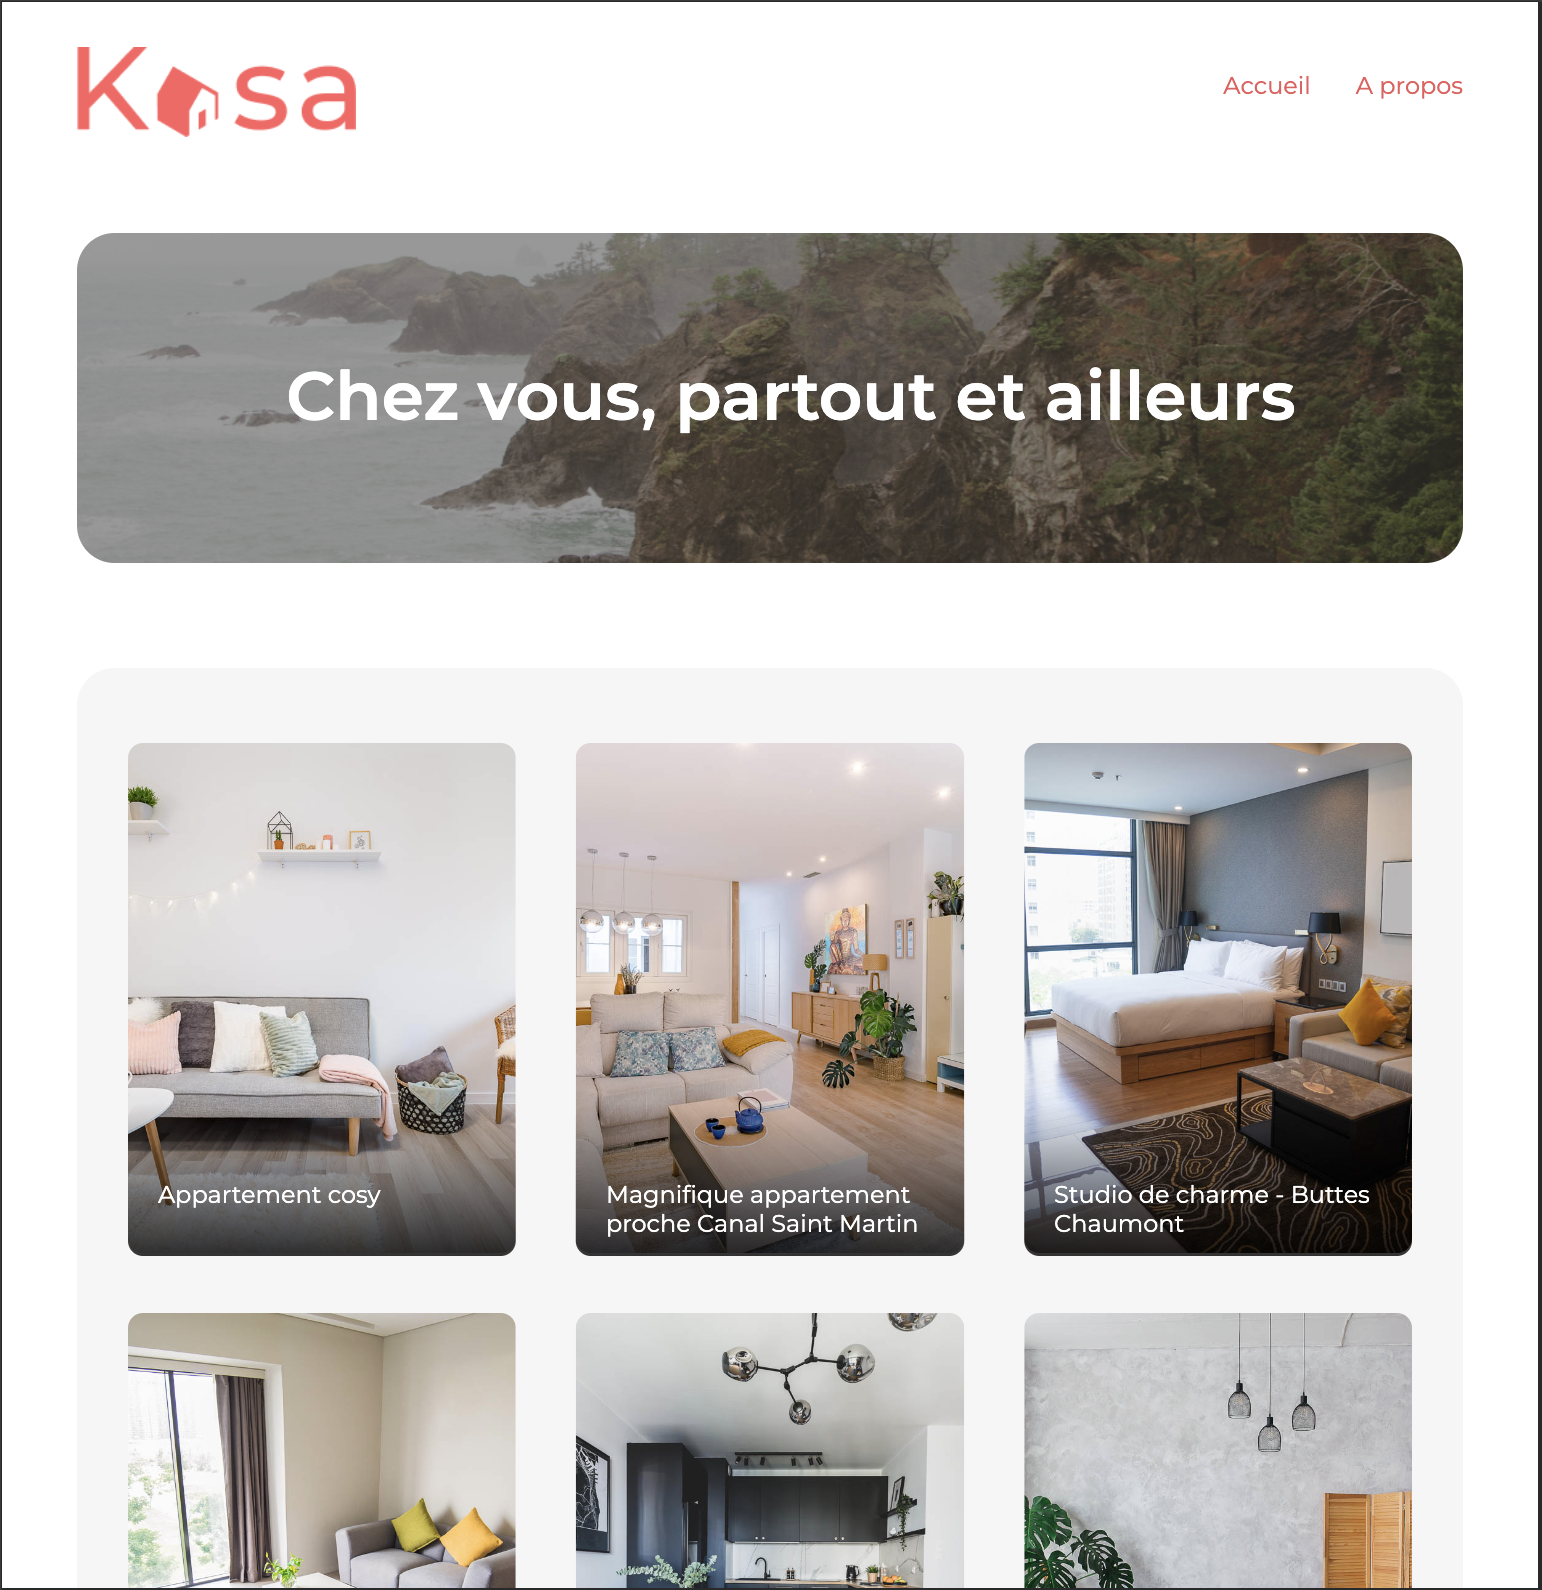 Kasa
Accueil A propos
Chez vous, partout et ailleurs
Appartement cosy
Magnifique appartement
proche Canal Saint Martin
Studio de charme - Buttes
Chaumont